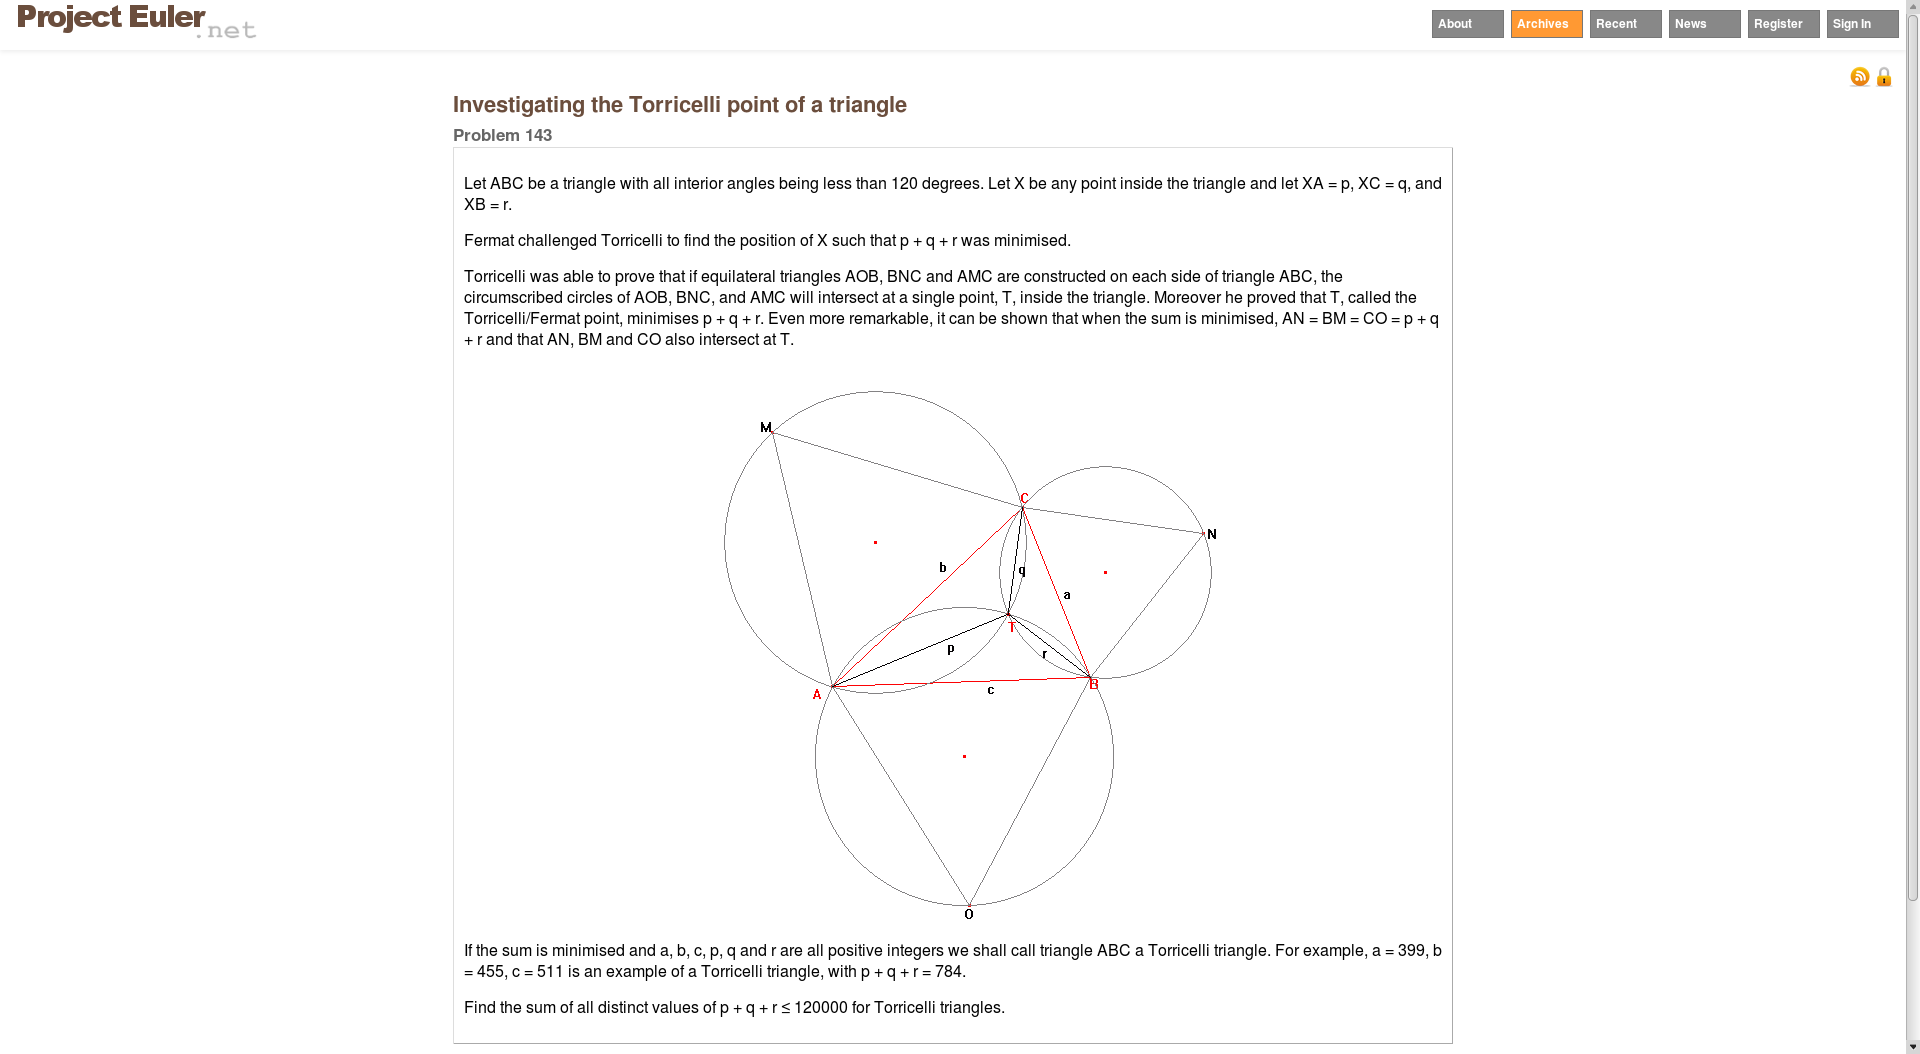 Project Euler
.net
About Archives Recent News Register Sign In
Investigating the Torricelli point of a triangle
Problem 143
Let ABC be a triangle with all interior angles being less than 120 degrees. Let X be any point inside the triangle and let XA = p, XC = q, and
XB = r.
Fermat challenged Torricelli to find the position of X such that p + q + r was minimised.
Torricelli was able to prove that if equilateral triangles AOB, BNC and AMC are constructed on each side of triangle ABC, the
circumscribed circles of AOB, BNC, and AMC will intersect at a single point, T, inside the triangle. Moreover he proved that T, called the
Torricelli/Fermat point, minimises p + q + r. Even more remarkable, it can be shown that when the sum is minimised, AN = BM = CO = p + q
+ r and that AN, BM and CO also intersect at T.
M
C
N
b
q
a
T
p
r
A
c
B
O
If the sum is minimised and a, b, c, p, q and r are all positive integers we shall call triangle ABC a Torricelli triangle. For example, a = 399, b
= 455, c = 511 is an example of a Torricelli triangle, with p + q + r = 784.
Find the sum of all distinct values of p + q + r ≤ 120000 for Torricelli triangles.